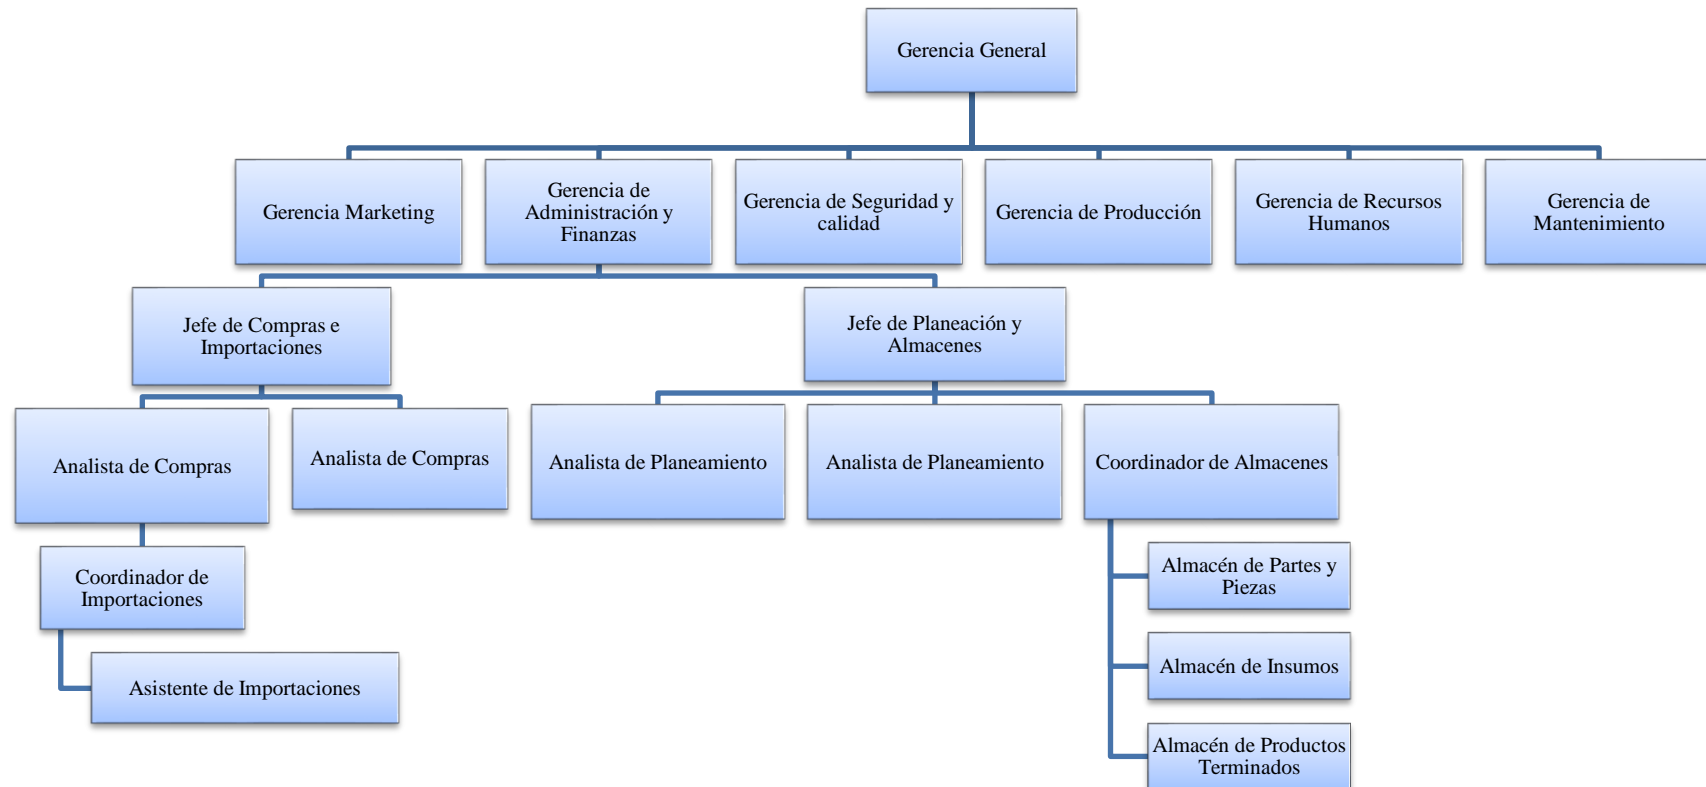 Gerencia General
Gerencia Marketing
Gerencia de
Administración y
Finanzas
Gerencia de Seguridad y
calidad
Gerencia de Producción
Gerencia de Recursos
Humanos
Gerencia de
Mantenimiento
Jefe de Compras e
Importaciones
Jefe de Planeación y
Almacenes
Analista de Compras
Analista de Compras
Analista de Planeamiento
Analista de Planeamiento
Coordinador de Almacenes
Coordinador de
Importaciones
Asistente de Importaciones
Almacén de Partes y
Piezas
Almacén de Insumos
Almacén de Productos
Terminados